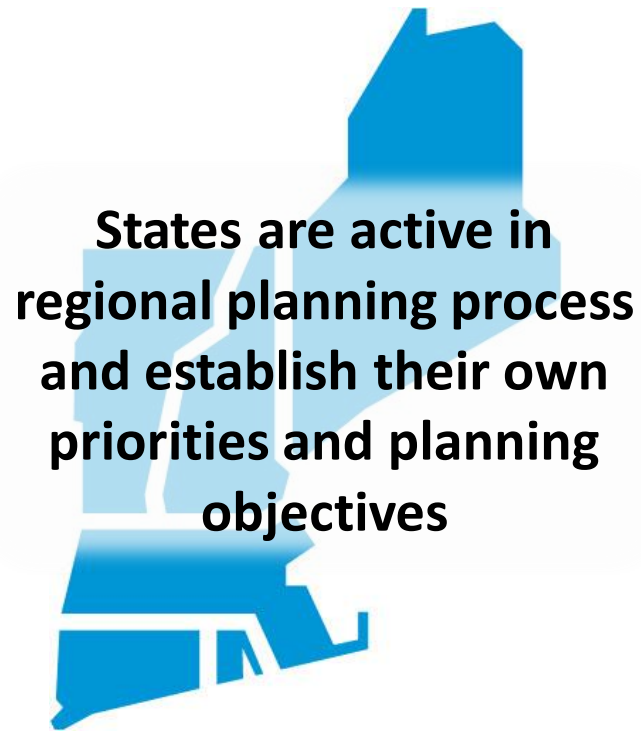 States are active in
regional planning process
and establish their own
priorities and planning
objectives